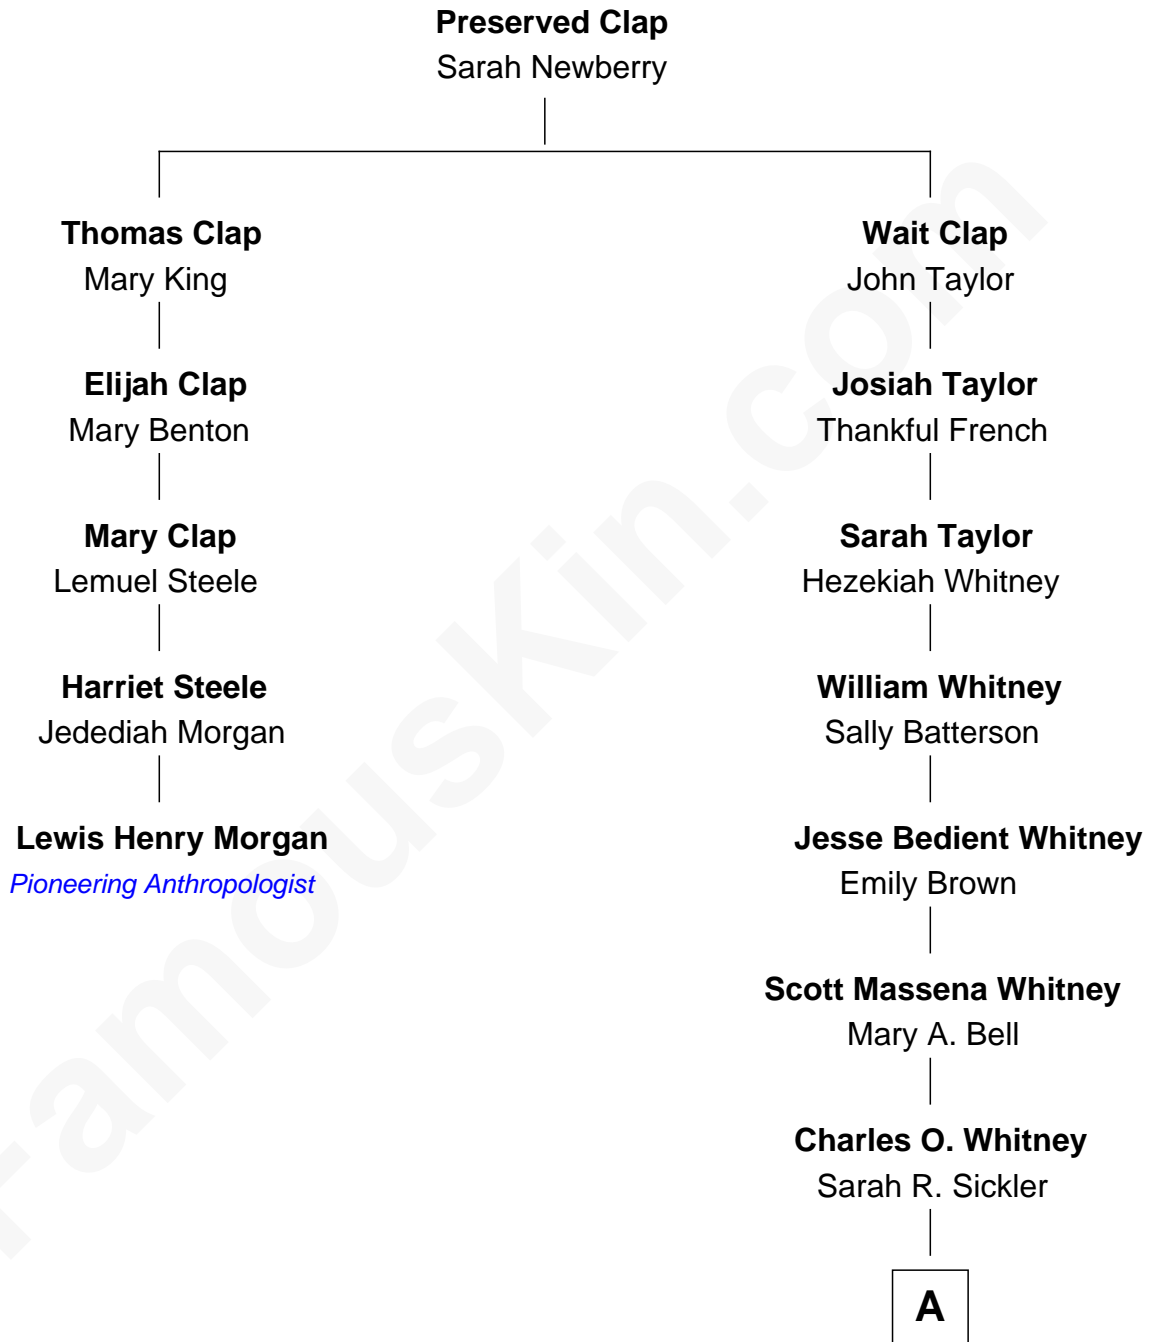 Preserved Clap
Sarah Newberry
Thomas Clap
Mary King
Elijah Clap
Mary Benton
Mary Clap
Lemuel Steele
Harriet Steele
Jedediah Morgan
Lewis Henry Morgan
Pioneering Anthropologist
Wait Clap
John Taylor
Josiah Taylor
Thankful French
Sarah Taylor
Hezekiah Whitney
William Whitney
Sally Batterson
Jesse Bedient Whitney
Emily Brown
Scott Massena Whitney
Mary A. Bell
Charles O. Whitney
Sarah R. Sickler
A
FamousKin.com